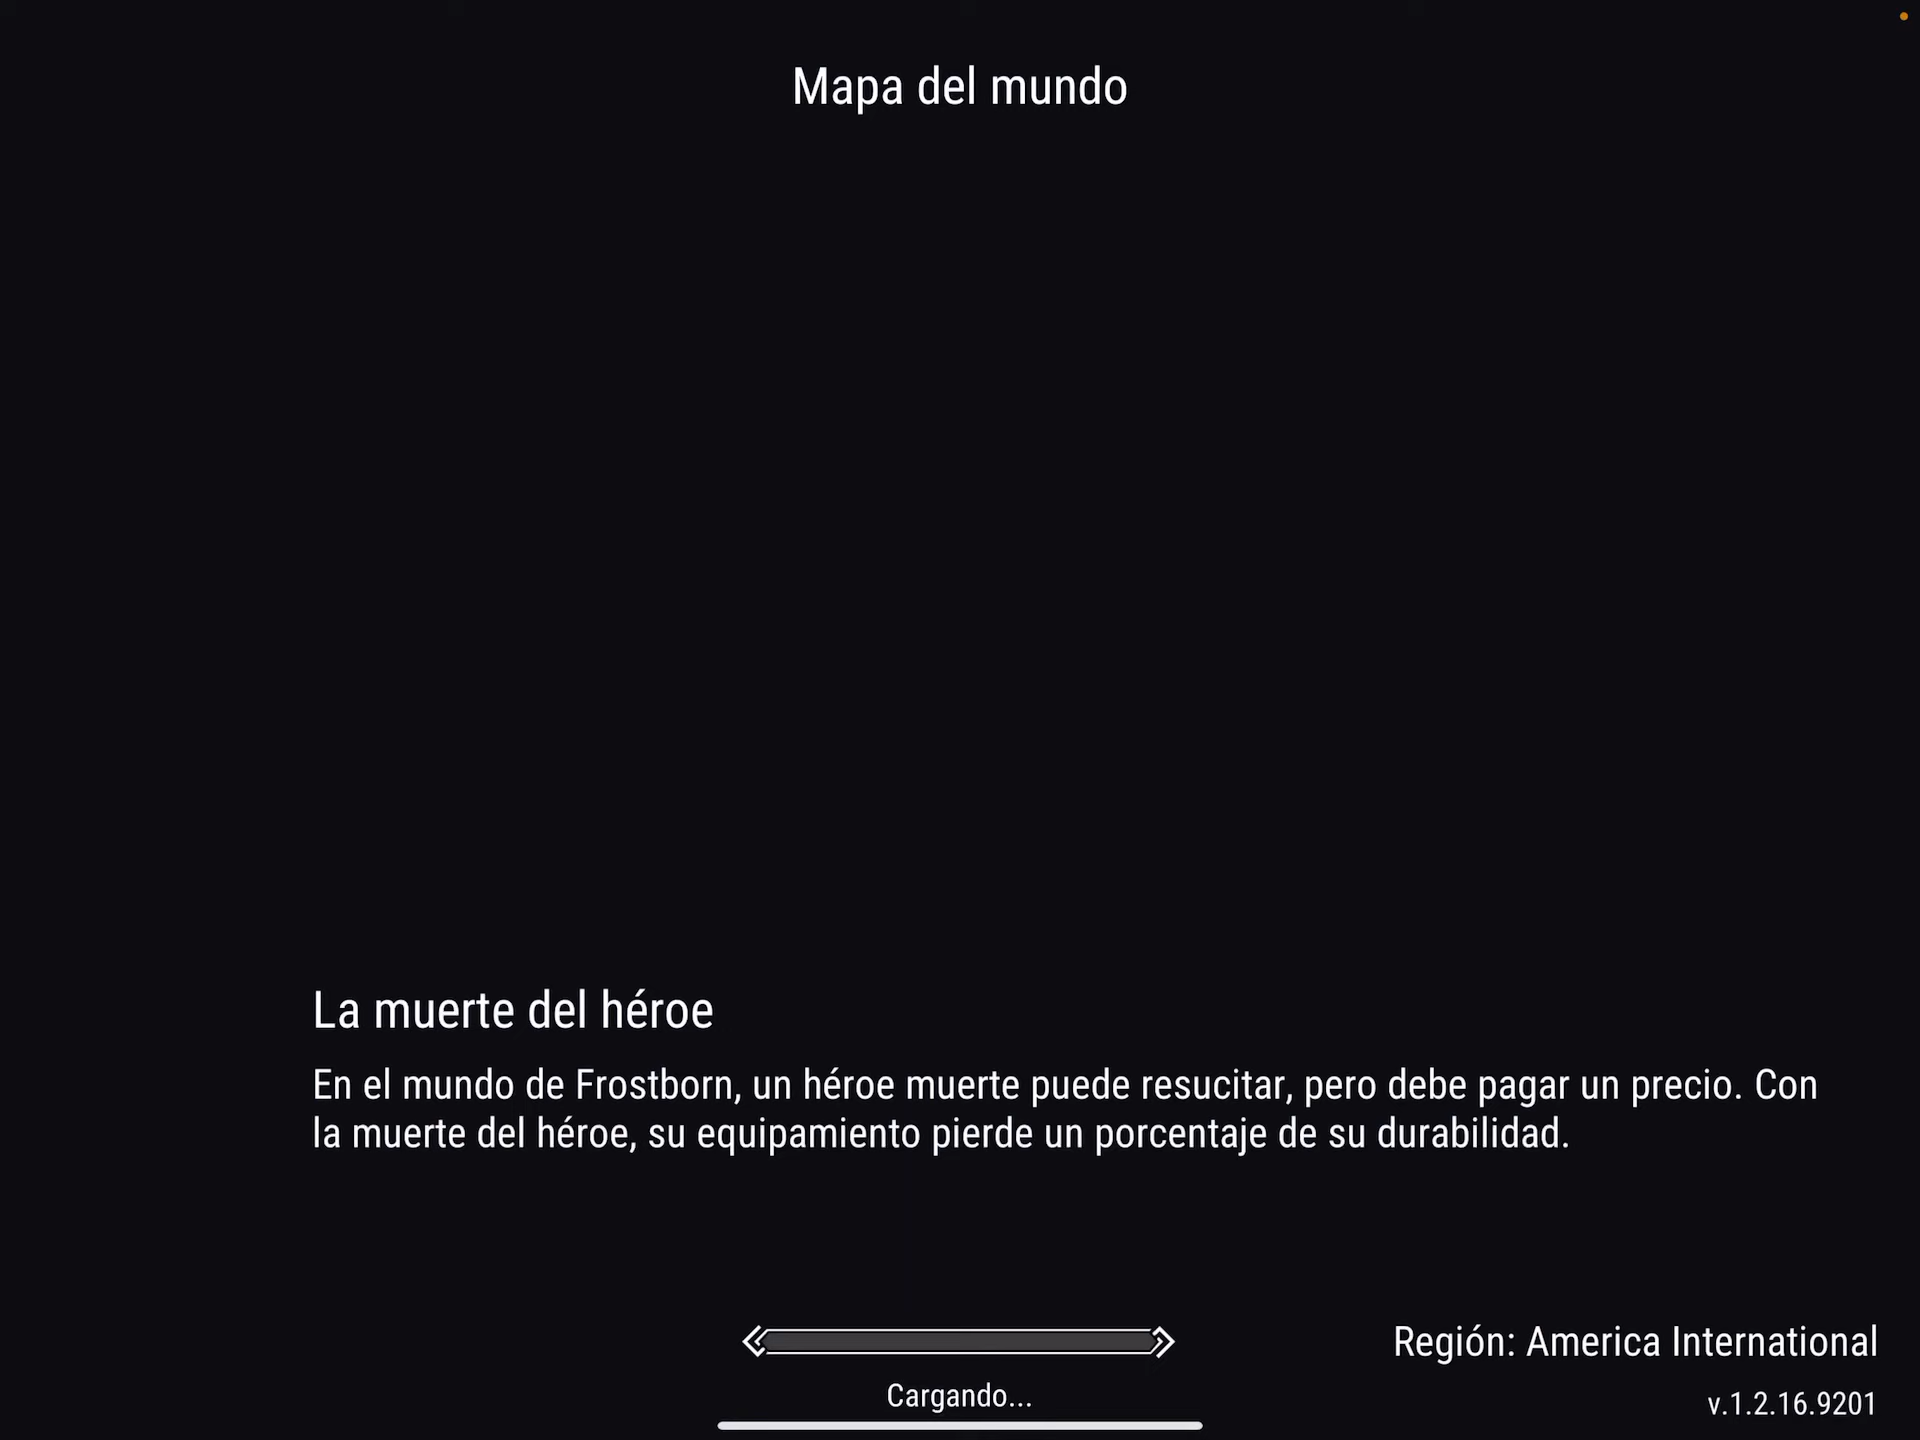 Mapa del mundo
La muerte del héroe
En el mundo de Frostborn, un héroe muerte puede resucitar, pero debe pagar un precio. Con
la muerte del héroe, su equipamiento pierde un porcentaje de su durabilidad.
Región: America International
Cargando...
v.1.2.16.9201